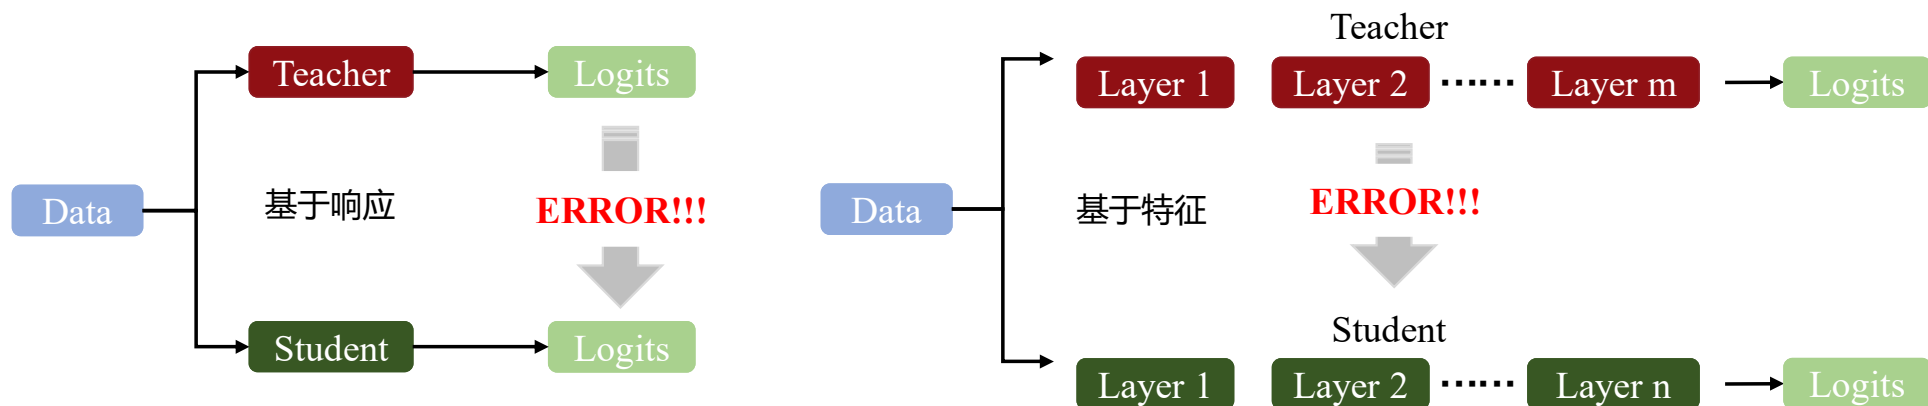 Teacher
Logits
Data
基于响应
ERROR!!!
Student
Logits
Teacher
Layer 1
Layer 2
……
Layer m
Logits
Data
基于特征
ERROR!!!
Student
Layer 1
Layer 2
……
Layer n
Logits